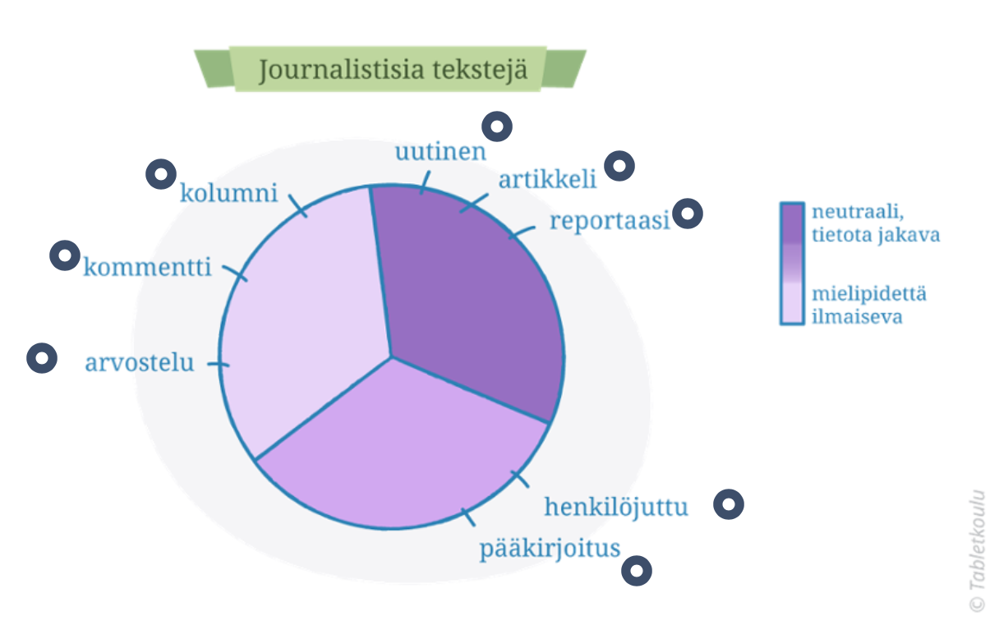 Journalistisia tekstejä
uutinen
artikkeli
reportaasi
kolumni
kommentti
arvostelu
henkilöjuttu
pääkirjoitus
neutraali,
tietota jakava
mielipidettä
ilmaiseva
© Tabletkoulu